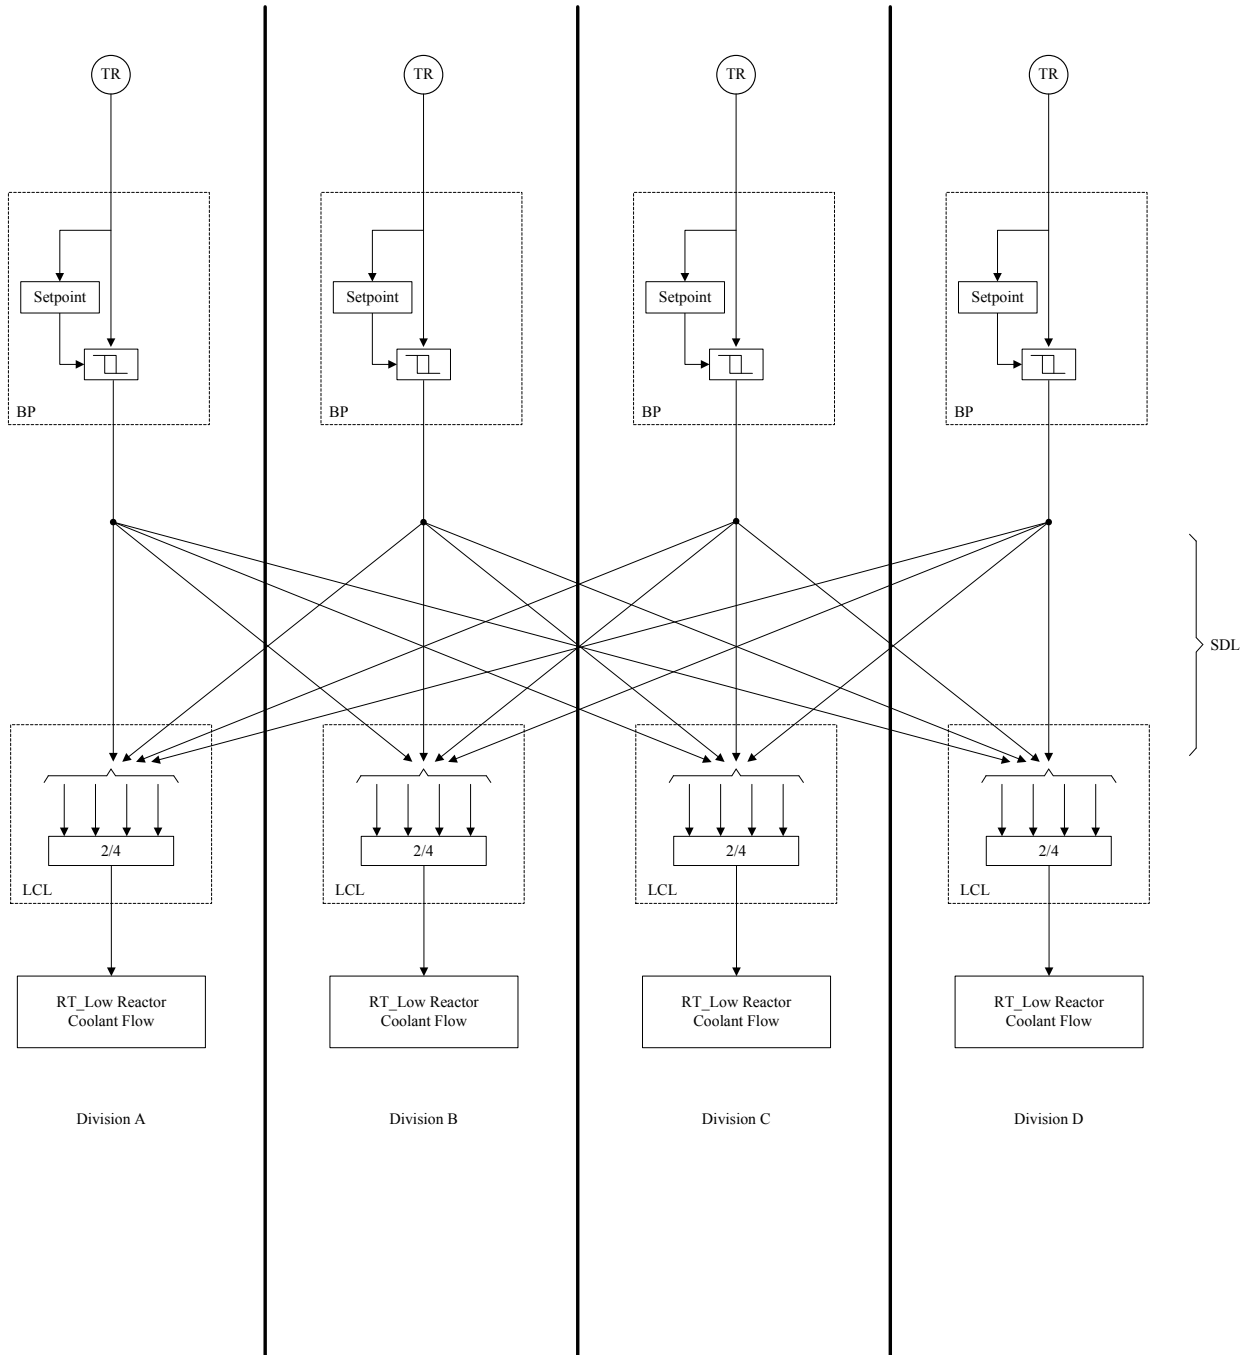 TR
TR
TR
TR
Setpoint
Setpoint
Setpoint
Setpoint
BP
BP
BP
BP
SDL
2/4
2/4
2/4
2/4
LCL
LCL
LCL
LCL
RT_Low Reactor
Coolant Flow
RT_Low Reactor
Coolant Flow
RT_Low Reactor
Coolant Flow
RT_Low Reactor
Coolant Flow
Division A
Division B
Division C
Division D